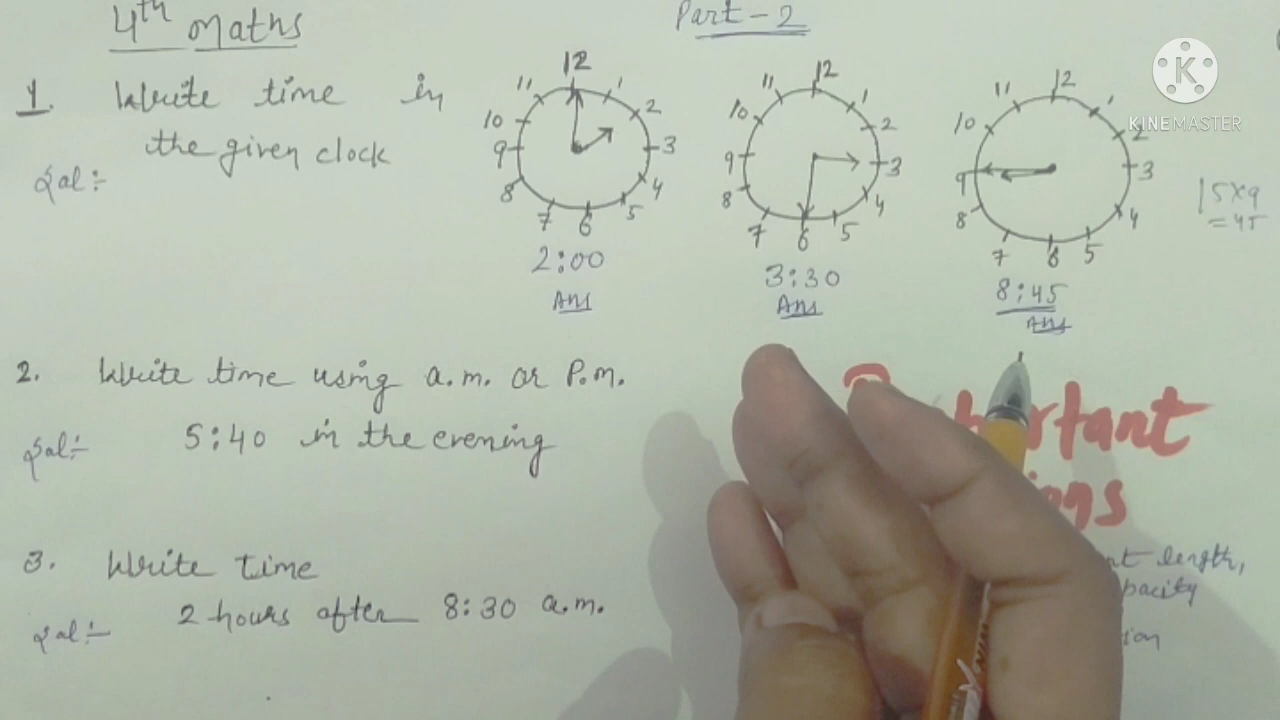 4th Maths
Part-2
K
KINEMASTER
1. Write time in
the given clock
Sol:-
12 1 2 3 4 5 6 7 8 9 10 11
12 1 2 3 4 5 6 7 8 9 10 11
12 1 2 3 4 5 6 7 8 9 10 11
2:00
Ans
3:30
Ans
8:45
Ans
5x9
=45
2. Write time using a.m. or P.m.
Sol:- 5:40 in the evening
3. Write time
Sol:- 2 hours after 8:30 a.m.
length,